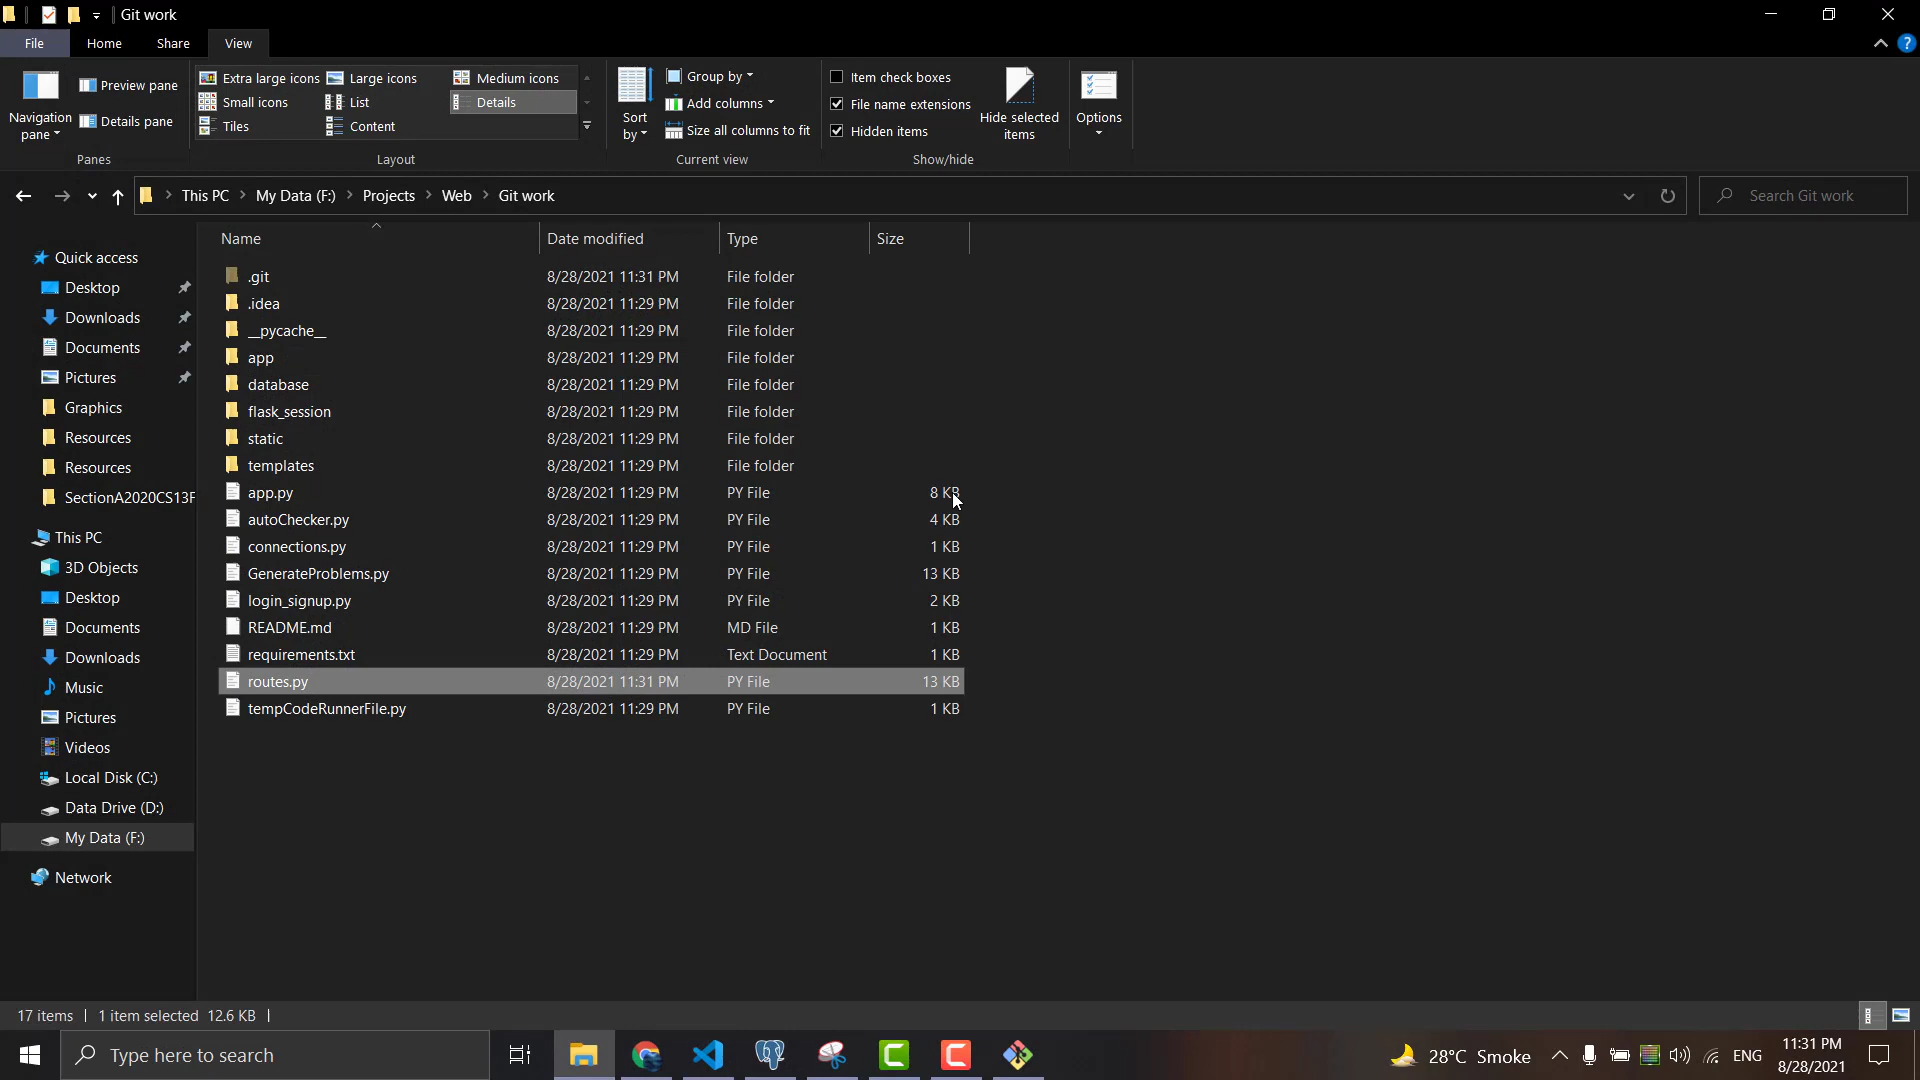 Git work
File Home Share View
Navigation pane
Preview pane
Details pane
Panes
Extra large icons Large icons Medium icons
Small icons List Details
Tiles Content
Layout
Sort by
Group by
Add columns
Size all columns to fit
Current view
Item check boxes
File name extensions
Hidden items
Hide selected items
Show/hide
Options
This PC My Data (F:) Projects Web Git work
Search Git work
Quick access
Desktop
Downloads
Documents
Pictures
Graphics
Resources
Resources
SectionA2020CS13F
This PC
3D Objects
Desktop
Documents
Downloads
Music
Pictures
Videos
Local Disk (C:)
Data Drive (D:)
My Data (F:)
Network
Name Date modified Type Size
.git 8/28/2021 11:31 PM File folder
.idea 8/28/2021 11:29 PM File folder
__pycache__ 8/28/2021 11:29 PM File folder
app 8/28/2021 11:29 PM File folder
database 8/28/2021 11:29 PM File folder
flask_session 8/28/2021 11:29 PM File folder
static 8/28/2021 11:29 PM File folder
templates 8/28/2021 11:29 PM File folder
app.py 8/28/2021 11:29 PM PY File 8 KB
autoChecker.py 8/28/2021 11:29 PM PY File 4 KB
connections.py 8/28/2021 11:29 PM PY File 1 KB
GenerateProblems.py 8/28/2021 11:29 PM PY File 13 KB
login_signup.py 8/28/2021 11:29 PM PY File 2 KB
README.md 8/28/2021 11:29 PM MD File 1 KB
requirements.txt 8/28/2021 11:29 PM Text Document 1 KB
routes.py 8/28/2021 11:31 PM PY File 13 KB
tempCodeRunnerFile.py 8/28/2021 11:29 PM PY File 1 KB
17 items 1 item selected 12.6 KB
Type here to search
28°C Smoke
ENG
11:31 PM
8/28/2021